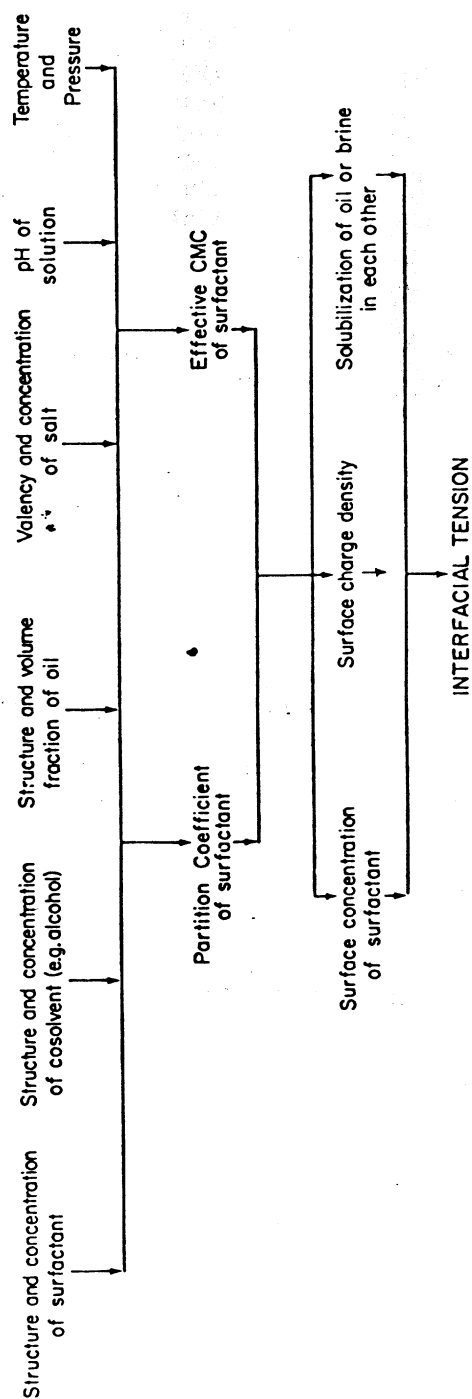 Structure and concentration
of surfactant
Structure and concentration
of cosolvent (e.g. alcohol)
Structure and volume
fraction of oil
Valency and concentration
of salt
pH of
solution
Temperature
and
Pressure
Partition Coefficient
of surfactant
Effective CMC
of surfactant
Surface concentration
of surfactant
Surface charge density
Solubilization of oil or brine
in each other
INTERFACIAL TENSION